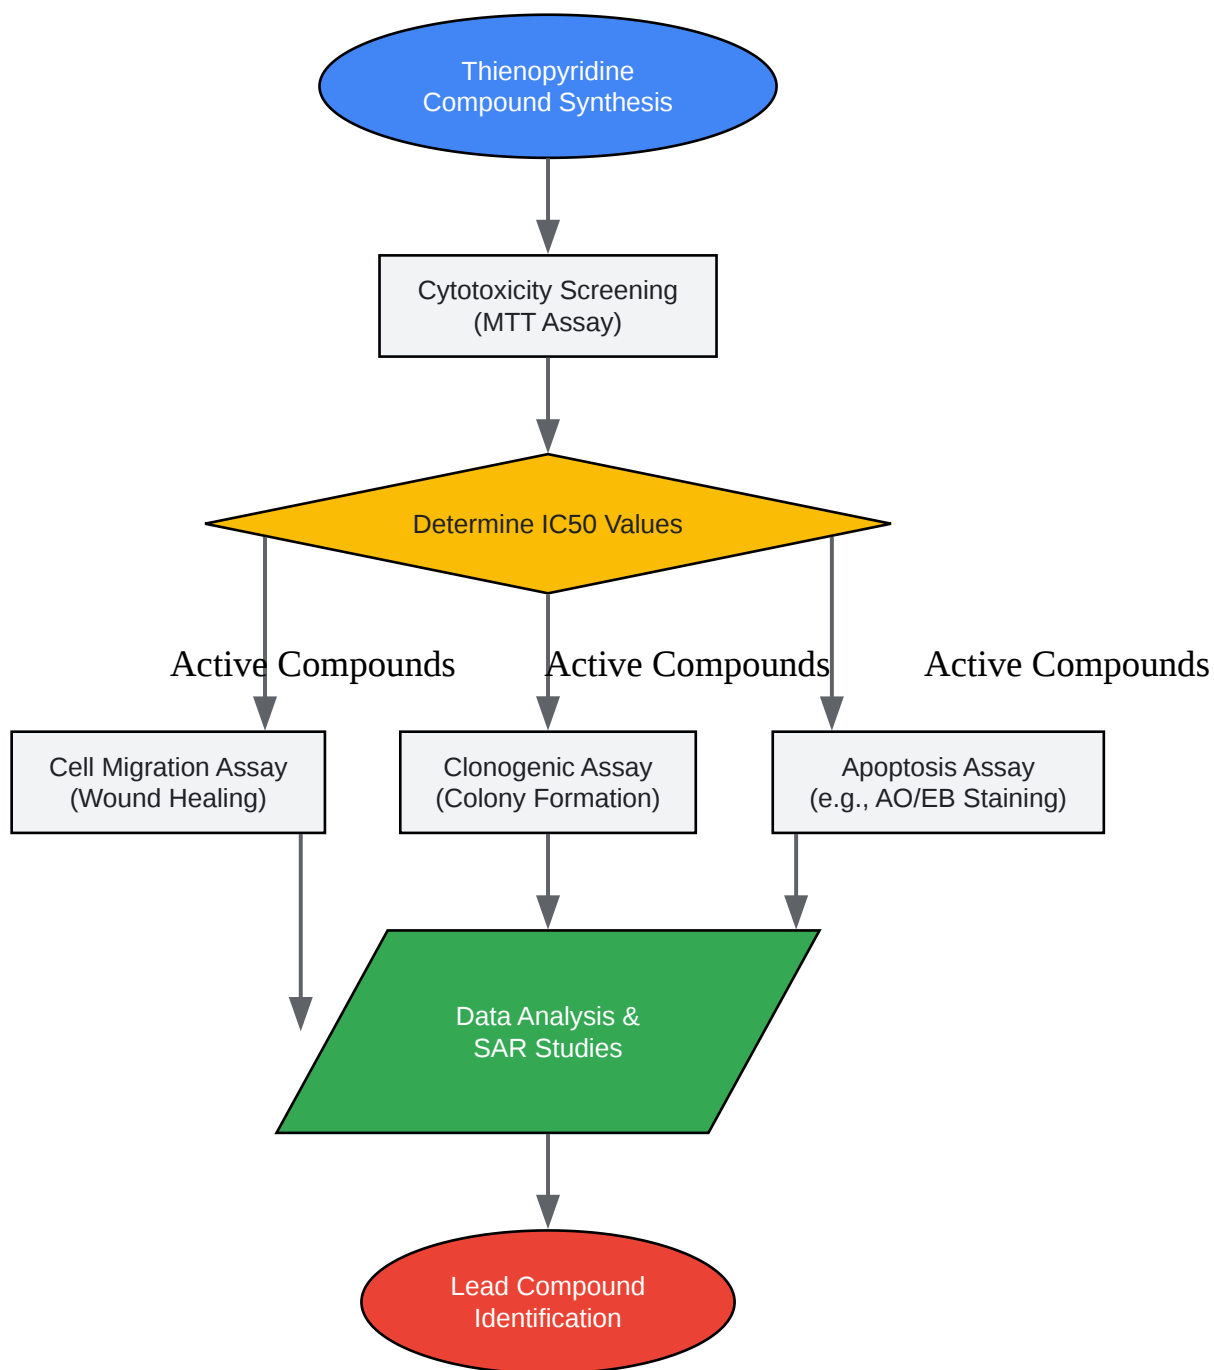 Thienopyridine
Compound Synthesis
Cytotoxicity Screening
(MTT Assay)
Determine IC50 Values
Active Compounds
Active Compounds
Active Compounds
Cell Migration Assay
(Wound Healing)
Clonogenic Assay
(Colony Formation)
Apoptosis Assay
(e.g., AO/EB Staining)
Data Analysis &
SAR Studies
Lead Compound
Identification